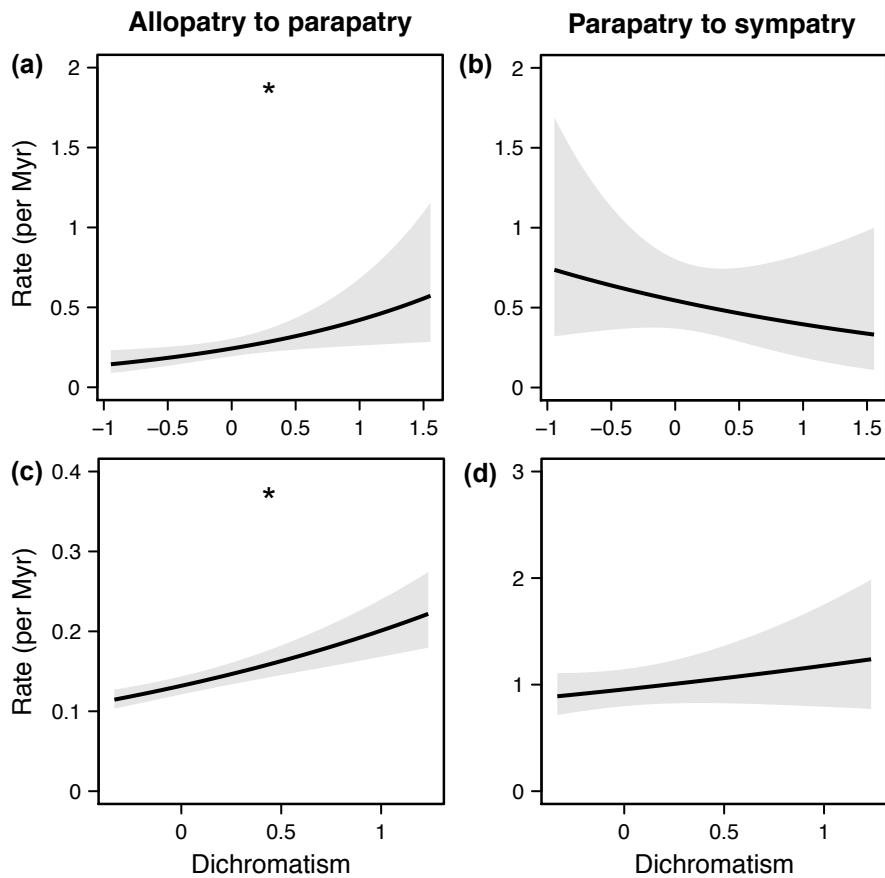 Allopatry to parapatry
Parapatry to sympatry
(a)
*
2
1.5
1
0.5
0
Rate (per Myr)
−1 −0.5 0 0.5 1 1.5
(b)
2
1.5
1
0.5
0
−1 −0.5 0 0.5 1 1.5
(c)
*
0.4
0.3
0.2
0.1
0
Rate (per Myr)
0 0.5 1
Dichromatism
(d)
3
2
1
0
0 0.5 1
Dichromatism